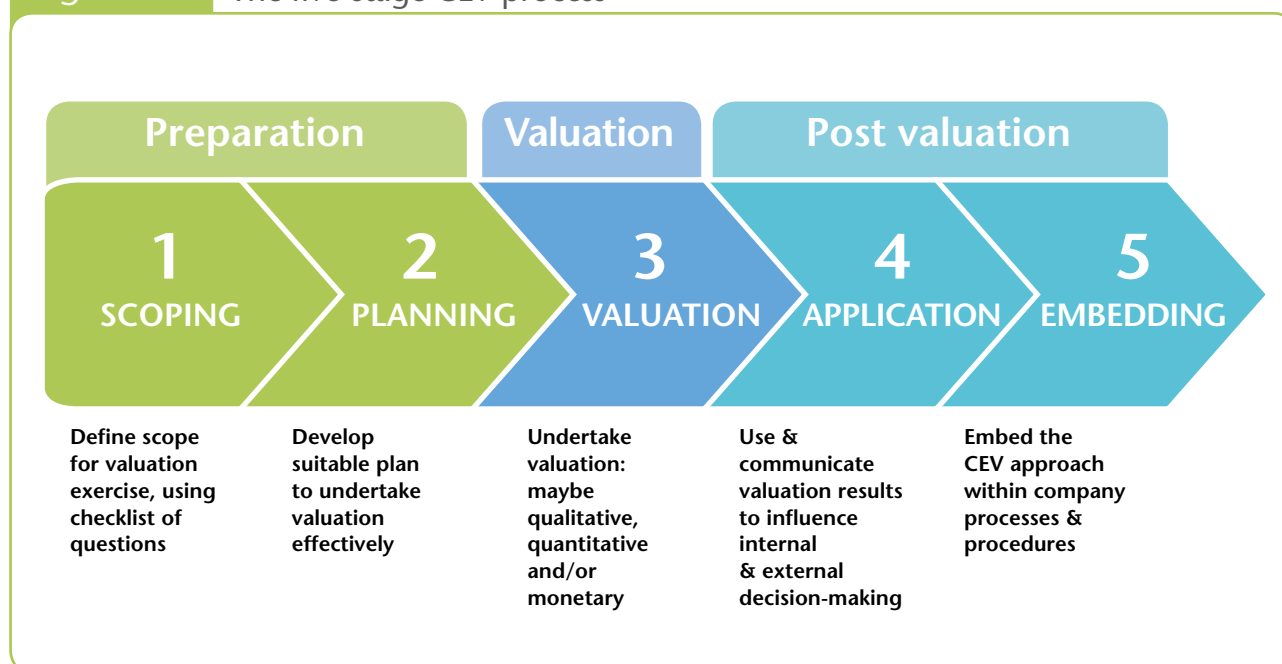 Preparation
Valuation
Post valuation
1
SCOPING
2
PLANNING
3
VALUATION
4
APPLICATION
5
EMBEDDING
Define scope
for valuation
exercise, using
checklist of
questions
Develop
suitable plan
to undertake
valuation
effectively
Undertake
valuation:
maybe
qualitative,
quantitative
and/or
monetary
Use &
communicate
valuation results
to influence
internal
& external
decision-making
Embed the
CEV approach
within company
processes &
procedures